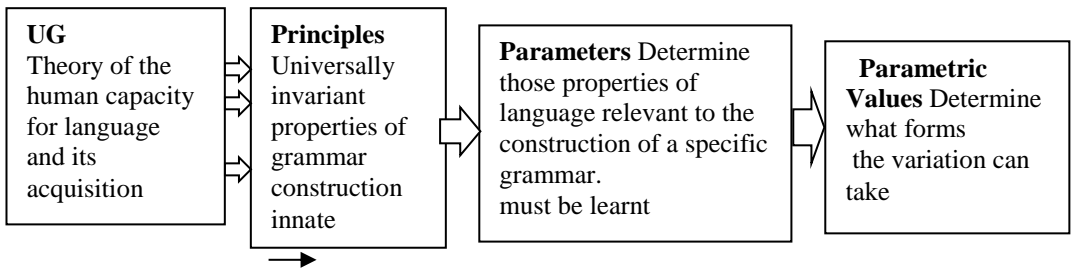 UG
Theory of the
human capacity
for language
and its
acquisition
Principles
Universally
invariant
properties of
grammar
construction
innate
Parameters Determine
those properties of
language relevant to the
construction of a specific
grammar.
must be learnt
Parametric
Values Determine
what forms
the variation can
take